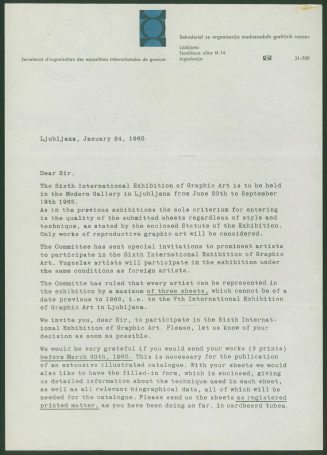 Sekretariat za organizacijo mednarodnih grafičnih razstav
Ljubljana
Tomšičeva ulica št. 14
Secretariat d'organisation des expositions internationales de gravure
Jugoslavija
21-709
Ljubljana, January 24, 1965
Dear Sir,
The Sixth International Exhibition of Graphic Art is to be held
in the Modern Gallery in Ljubljana from June 20th to September
19th 1965.
As in the previous exhibitions the sole criterium for entering
is the quality of the submitted sheets regardless of style and
technique, as stated by the enclosed Statute of the Exhibition.
Only works of reproductive graphic art will be considered.
The Committee has sent special invitations to prominent artists
to participate in the Sixth International Exhibition of Graphic
Art. Yugoslav artists will participate in the exhibition under
the same conditions as foreign artists.
The Committee has ruled that every artist can be represented in
the exhibition by a maximum of three sheets, which cannot be of a
date previous to 1963, i.e. to the Vth International Exhibition
of Graphic Art in Ljubljana.
We invite you, dear Sir, to participate in the Sixth Internat-
ional Exhibition of Graphic Art. Please, let us know of your
decision as soon as possible.
We would be very grateful if you would send your works (3 prints)
before March 30th, 1965. This is necessary for the publication
of an extensive illustrated catalogue. With your sheets we would
also like to have the filled-in form, which is enclosed, giving
us detailed information about the technique used in each sheet,
as well as all relevant biographical data, all of which will be
needed for the catalogue. Please send us the sheets as registered
printed matter, as you have been doing so far, in cardboard tubes.